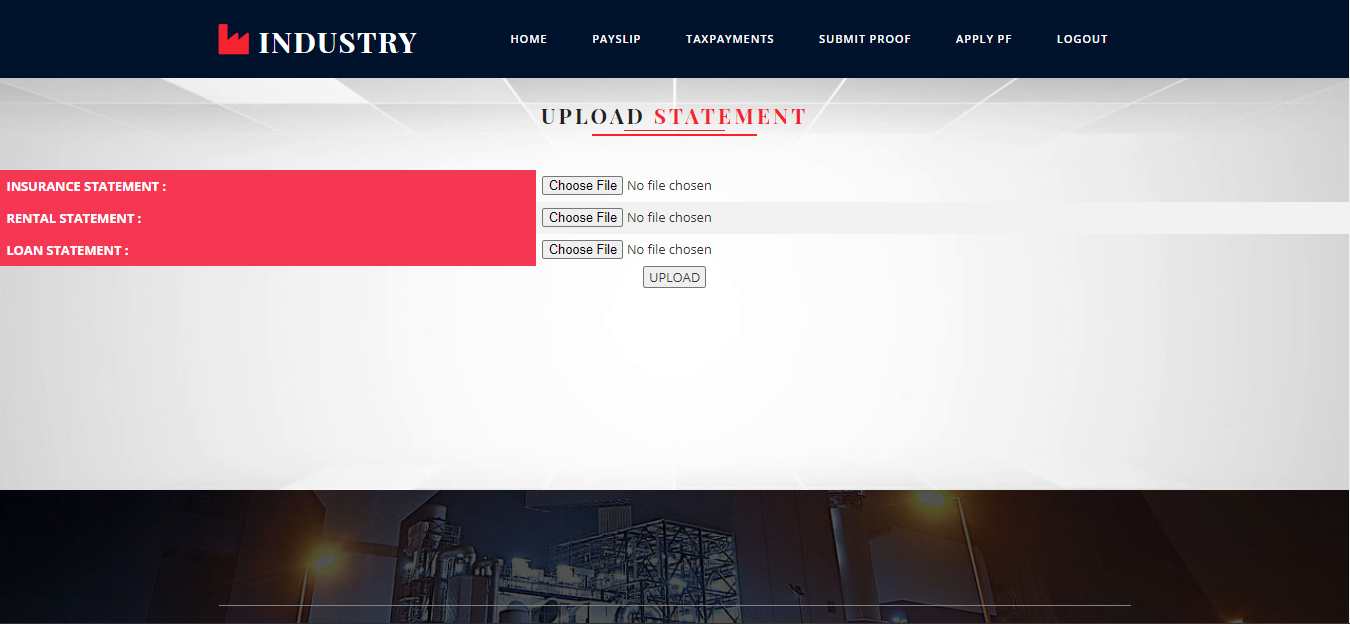 INDUSTRY HOME PAYSLIP TAXPAYMENTS SUBMIT PROOF APPLY PF LOGOUT
UPLOAD STATEMENT
INSURANCE STATEMENT : Choose File No file chosen
RENTAL STATEMENT : Choose File No file chosen
LOAN STATEMENT : Choose File No file chosen
UPLOAD